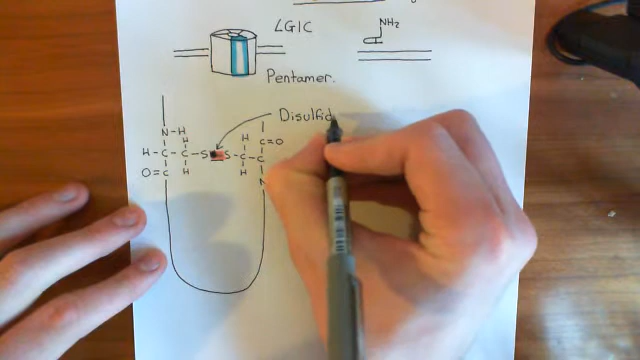 LGIC
NH₂
Pentamer.
Disulfid
N-H
H
H
C=O
H-C-C-S
S-C-C
O=C
H
H
N